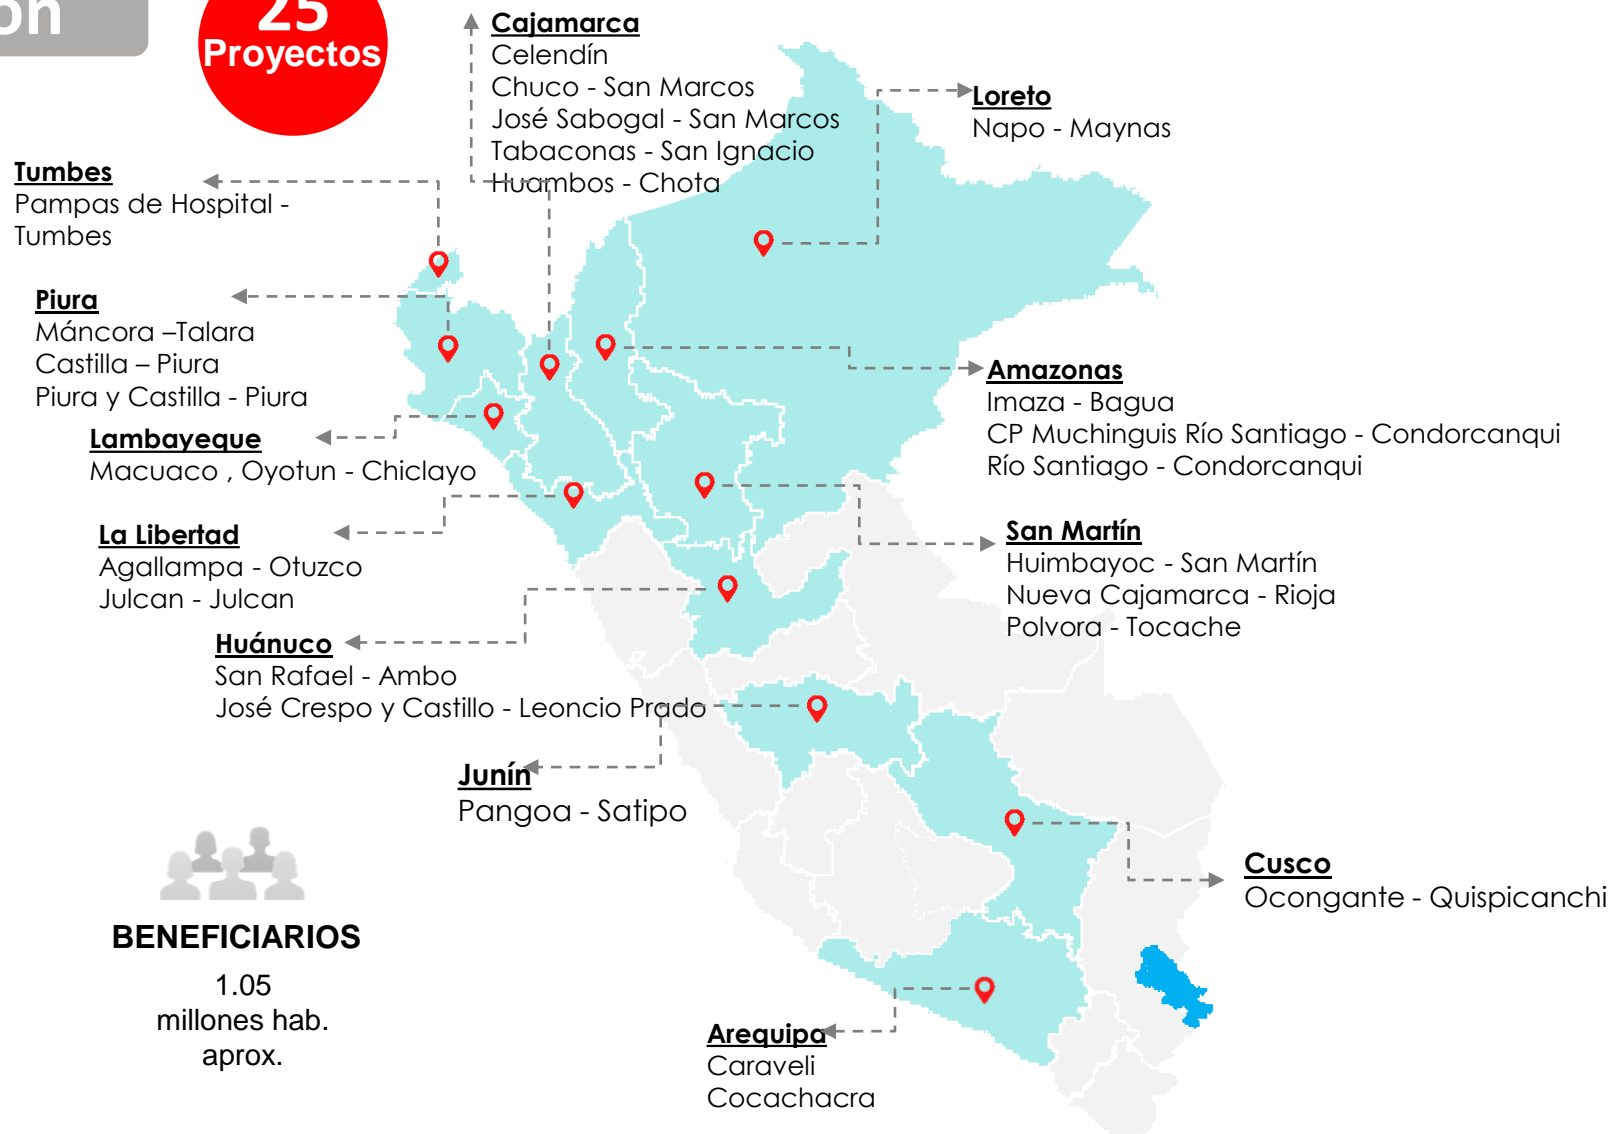 ón
25
Proyectos
Cajamarca
Celendín
Chuco - San Marcos
José Sabogal - San Marcos
Tabaconas - San Ignacio
Huambos - Chota
Loreto
Napo - Maynas
Tumbes
Pampas de Hospital -
Tumbes
Piura
Máncora –Talara
Castilla – Piura
Piura y Castilla - Piura
Lambayeque
Macuaco , Oyotun - Chiclayo
La Libertad
Agallampa - Otuzco
Julcan - Julcan
Huánuco
San Rafael - Ambo
José Crespo y Castillo - Leoncio Prado
Junín
Pangoa - Satipo
Amazonas
Imaza - Bagua
CP Muchinguis Río Santiago - Condorcanqui
Río Santiago - Condorcanqui
San Martín
Huimbayoc - San Martín
Nueva Cajamarca - Rioja
Polvora - Tocache
Cusco
Ocongante - Quispicanchi
Arequipa
Caraveli
Cocachacra
BENEFICIARIOS
1.05
millones hab.
aprox.